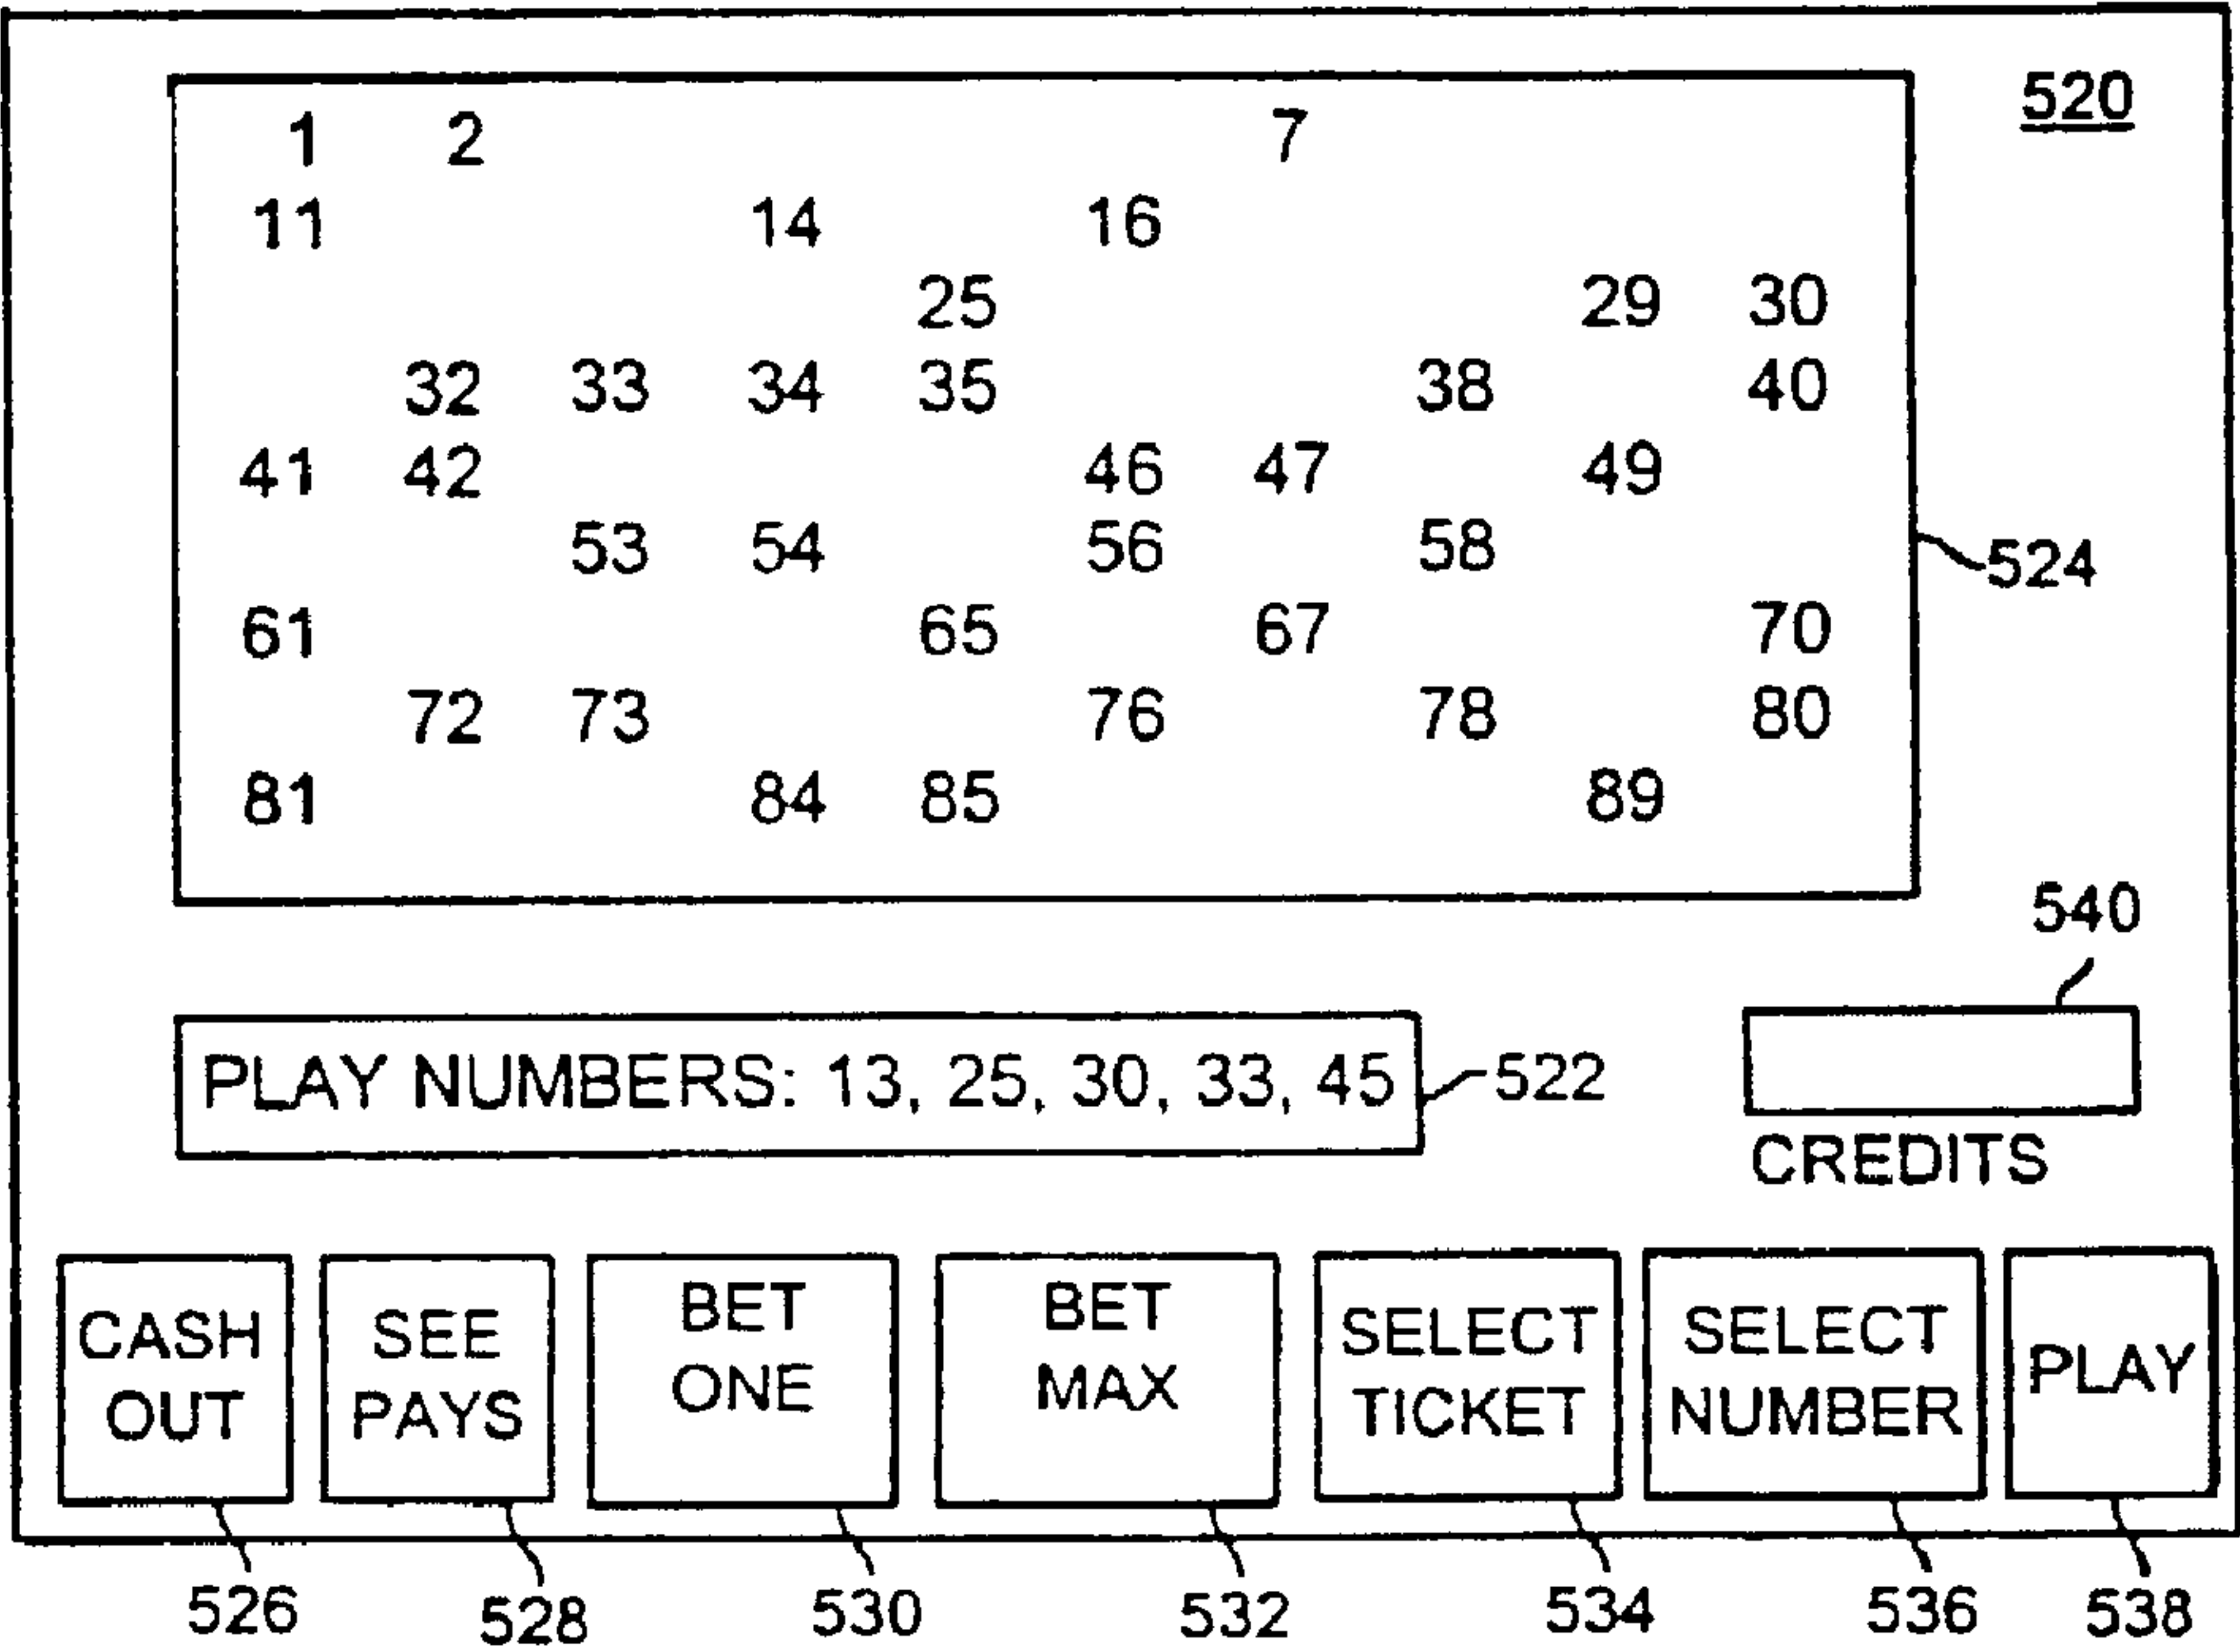 520
1 2 7
11 14 16
25 29 30
32 33 34 35 38 40
41 42 46 47 49
53 54 56 58
524
61 65 67 70
72 73 76 78 80
81 84 85 89
540
PLAY NUMBERS: 13, 25, 30, 33, 45
522
CREDITS
CASH OUT
SEE PAYS
BET ONE
BET MAX
SELECT TICKET
SELECT NUMBER
PLAY
526 528 530 532 534 536 538